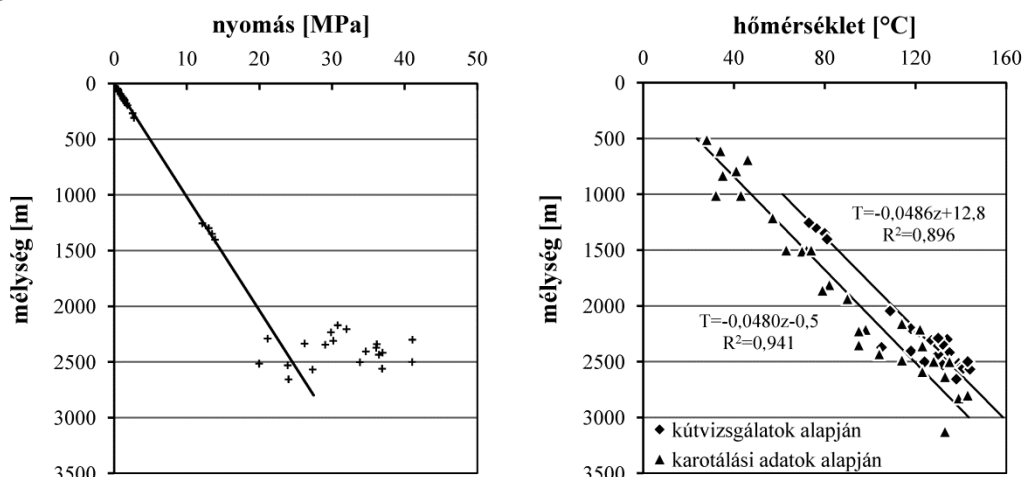 nyomás [MPa]
0 10 20 30 40 50
mélység [m]
0
500
1000
1500
2000
2500
3000
3500
hőmérséklet [°C]
0 40 80 120 160
mélység [m]
0
500
1000
1500
2000
2500
3000
3500
T=-0,0486z+12,8
R²=0,896
T=-0,0480z-0,5
R²=0,941
kútvizsgálatok alapján
karotálási adatok alapján